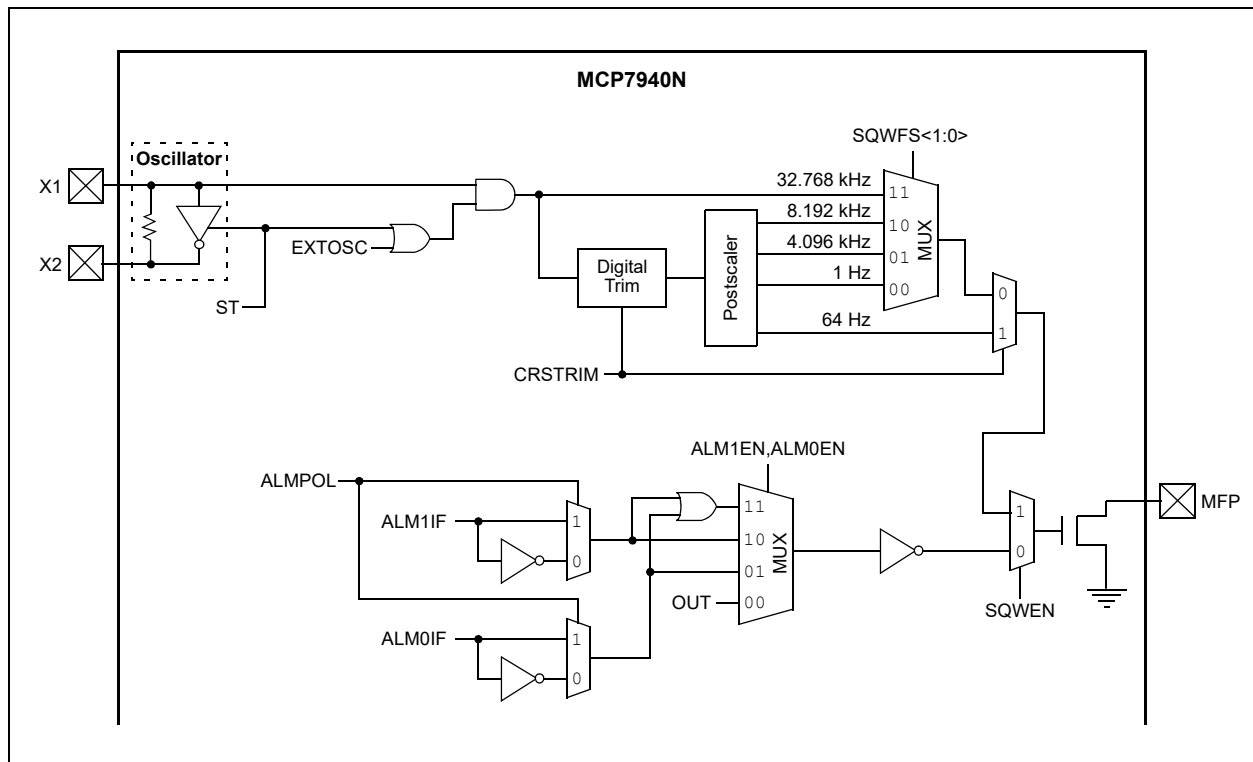 MCP7940N
SQWFS<1:0>
Oscillator
X1
32.768 kHz
11
8.192 kHz
10
EXTOSC
4.096 kHz
01
MUX
X2
Digital
Trim
Postscaler
1 Hz
00
0
ST
64 Hz
1
CRSTRIM
ALM1EN,ALM0EN
ALMPOL
MFP
ALM1IF
1
11
1
0
10
MUX
0
01
OUT
00
SQWEN
ALM0IF
1
0